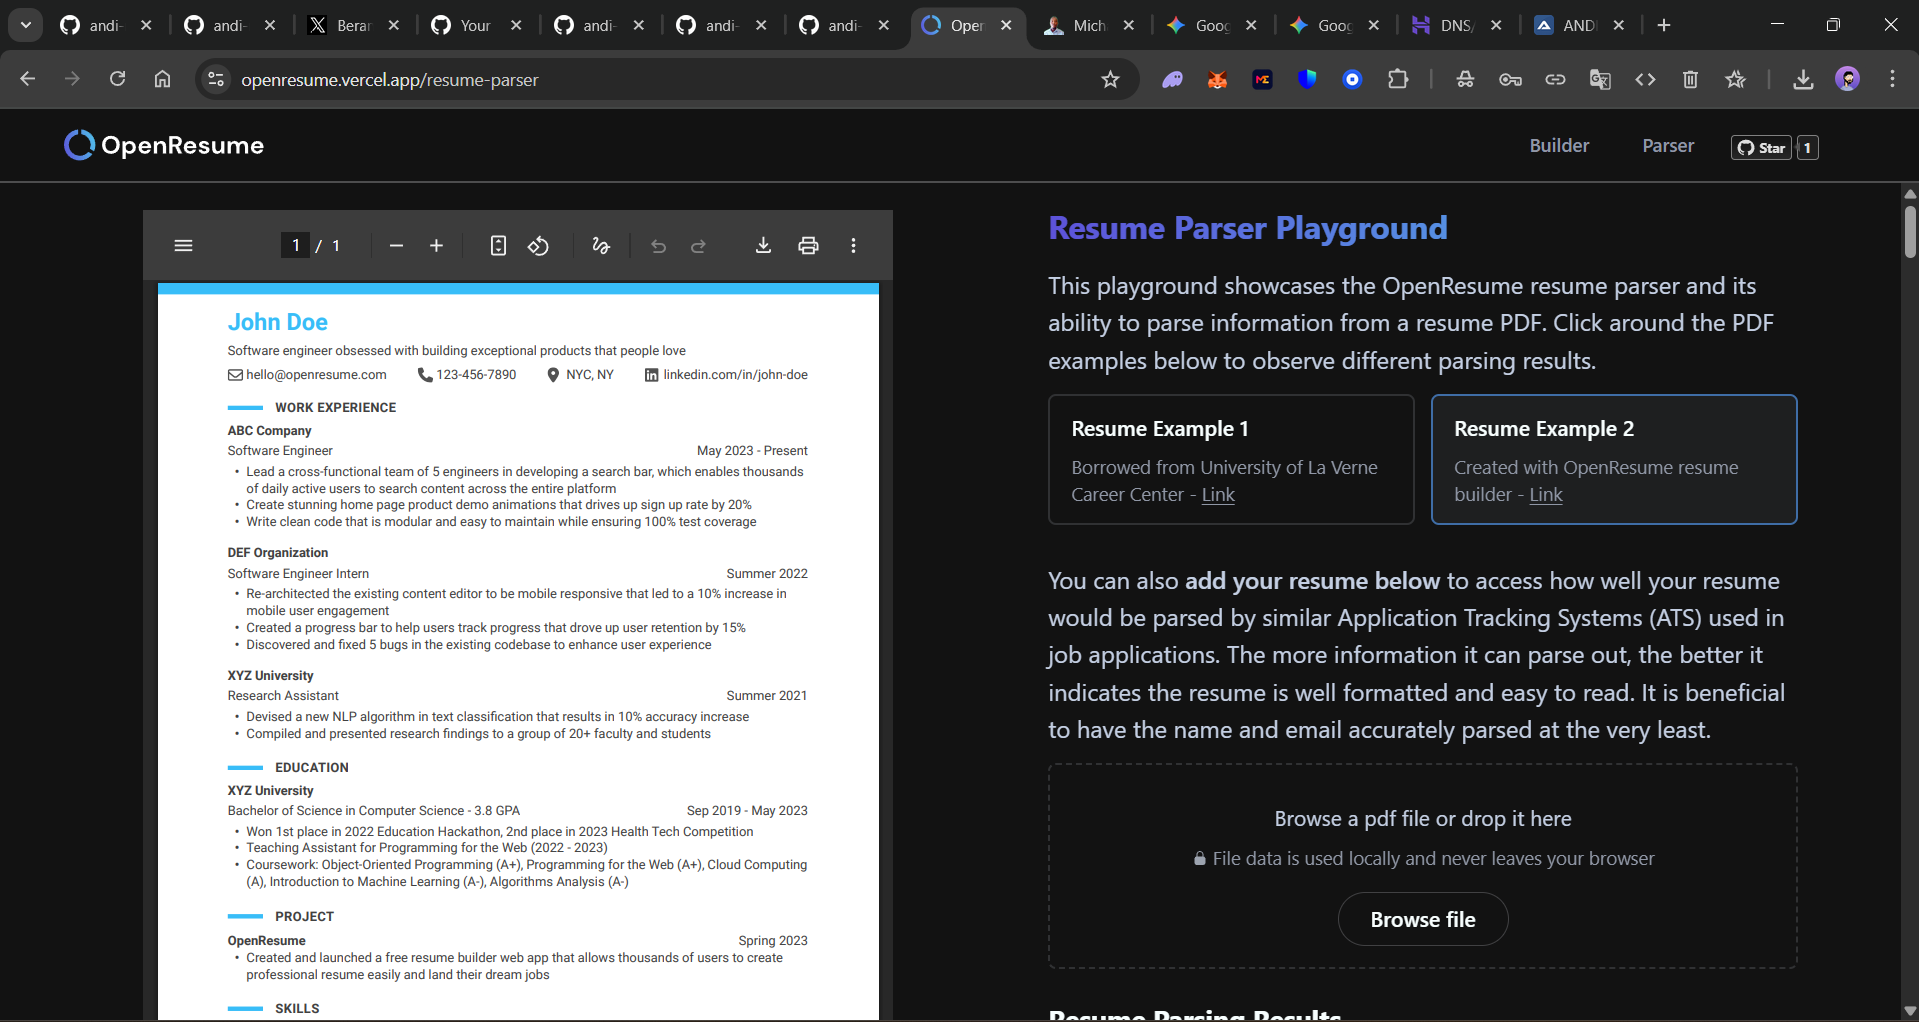 andi-
andi-
Berar
Your
andi-
andi-
andi-
Open
Mich
Goog
Goog
DNS/
ANDI
openresume.vercel.app/resume-parser
OpenResume
Builder
Parser
Star
1
1 / 1
John Doe
Software engineer obsessed with building exceptional products that people love
hello@openresume.com
123-456-7890
NYC, NY
linkedin.com/in/john-doe
WORK EXPERIENCE
ABC Company
Software Engineer
May 2023 - Present
• Lead a cross-functional team of 5 engineers in developing a search bar, which enables thousands
of daily active users to search content across the entire platform
• Create stunning home page product demo animations that drives up sign up rate by 20%
• Write clean code that is modular and easy to maintain while ensuring 100% test coverage
DEF Organization
Software Engineer Intern
Summer 2022
• Re-architected the existing content editor to be mobile responsive that led to a 10% increase in
mobile user engagement
• Created a progress bar to help users track progress that drove up user retention by 15%
• Discovered and fixed 5 bugs in the existing codebase to enhance user experience
XYZ University
Research Assistant
Summer 2021
• Devised a new NLP algorithm in text classification that results in 10% accuracy increase
• Compiled and presented research findings to a group of 20+ faculty and students
EDUCATION
XYZ University
Bachelor of Science in Computer Science - 3.8 GPA
Sep 2019 - May 2023
• Won 1st place in 2022 Education Hackathon, 2nd place in 2023 Health Tech Competition
• Teaching Assistant for Programming for the Web (2022 - 2023)
• Coursework: Object-Oriented Programming (A+), Programming for the Web (A+), Cloud Computing
(A), Introduction to Machine Learning (A-), Algorithms Analysis (A-)
PROJECT
OpenResume
Spring 2023
• Created and launched a free resume builder web app that allows thousands of users to create
professional resume easily and land their dream jobs
SKILLS
Resume Parser Playground
This playground showcases the OpenResume resume parser and its
ability to parse information from a resume PDF. Click around the PDF
examples below to observe different parsing results.
Resume Example 1
Borrowed from University of La Verne
Career Center - Link
Resume Example 2
Created with OpenResume resume
builder - Link
You can also add your resume below to access how well your resume
would be parsed by similar Application Tracking Systems (ATS) used in
job applications. The more information it can parse out, the better it
indicates the resume is well formatted and easy to read. It is beneficial
to have the name and email accurately parsed at the very least.
Browse a pdf file or drop it here
File data is used locally and never leaves your browser
Browse file
Resume Parsing Results